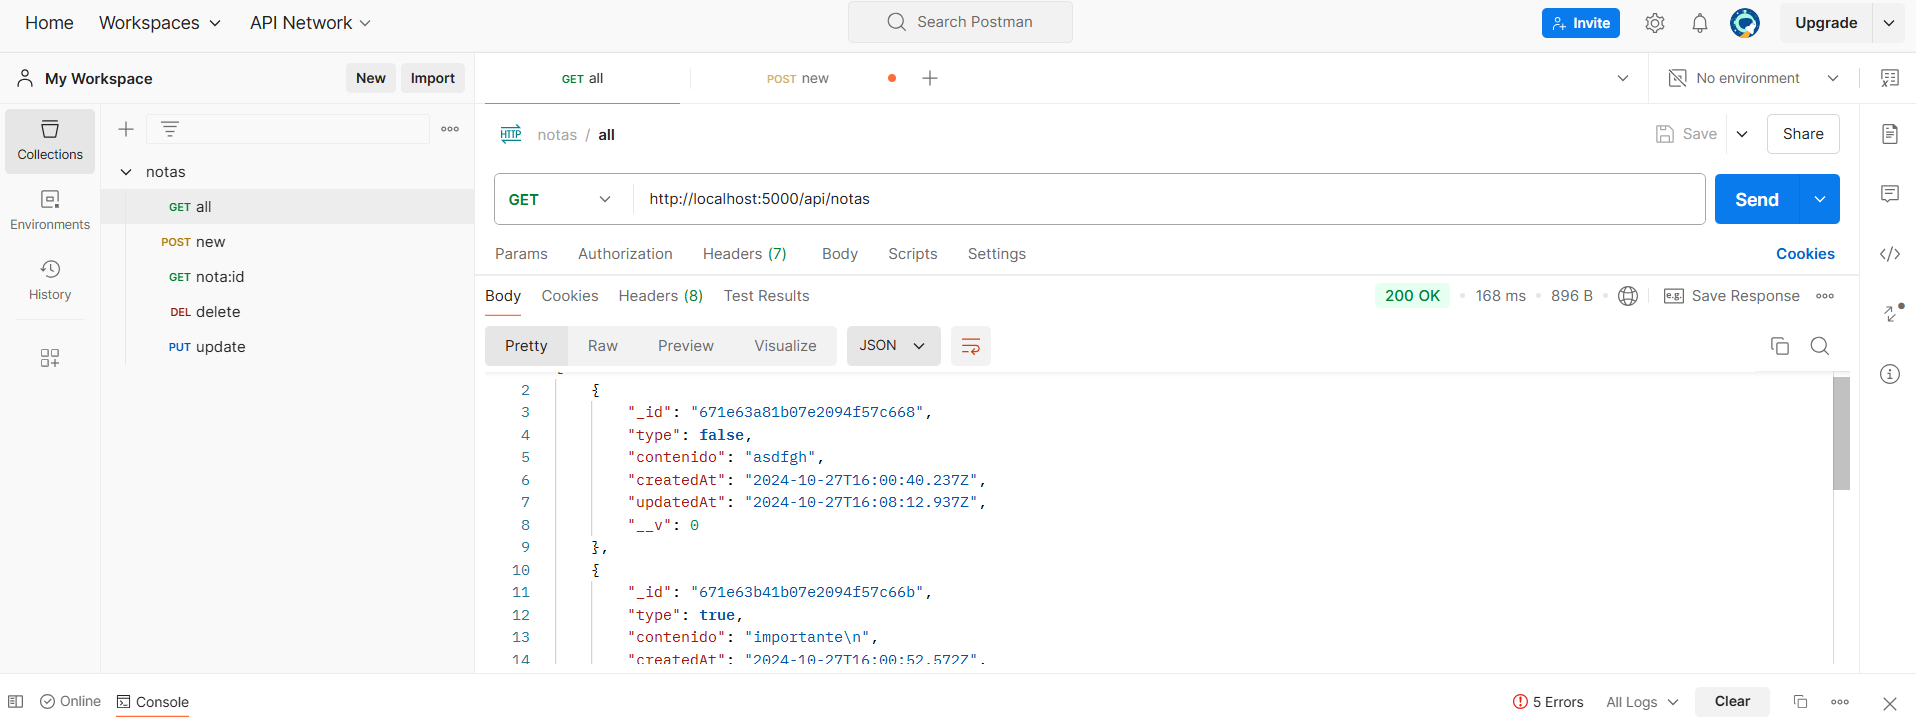 Home Workspaces API Network Search Postman Invite Upgrade
My Workspace New Import GET all POST new No environment
Collections
Environments
History
notas
GET all
POST new
GET nota:id
DEL delete
PUT update
HTTP notas / all Save Share
GET http://localhost:5000/api/notas Send
Params Authorization Headers (7) Body Scripts Settings Cookies
Body Cookies Headers (8) Test Results 200 OK 168 ms 896 B e.g. Save Response
Pretty Raw Preview Visualize JSON
2 {
3 "_id": "671e63a81b07e2094f57c668",
4 "type": false,
5 "contenido": "asdfgh",
6 "createdAt": "2024-10-27T16:00:40.237Z",
7 "updatedAt": "2024-10-27T16:08:12.937Z",
8 "__v": 0
9 },
10 {
11 "_id": "671e63b41b07e2094f57c66b",
12 "type": true,
13 "contenido": "importante\n",
14 "createdAt": "2024-10-27T16:00:52.572Z",
Online Console 5 Errors All Logs Clear